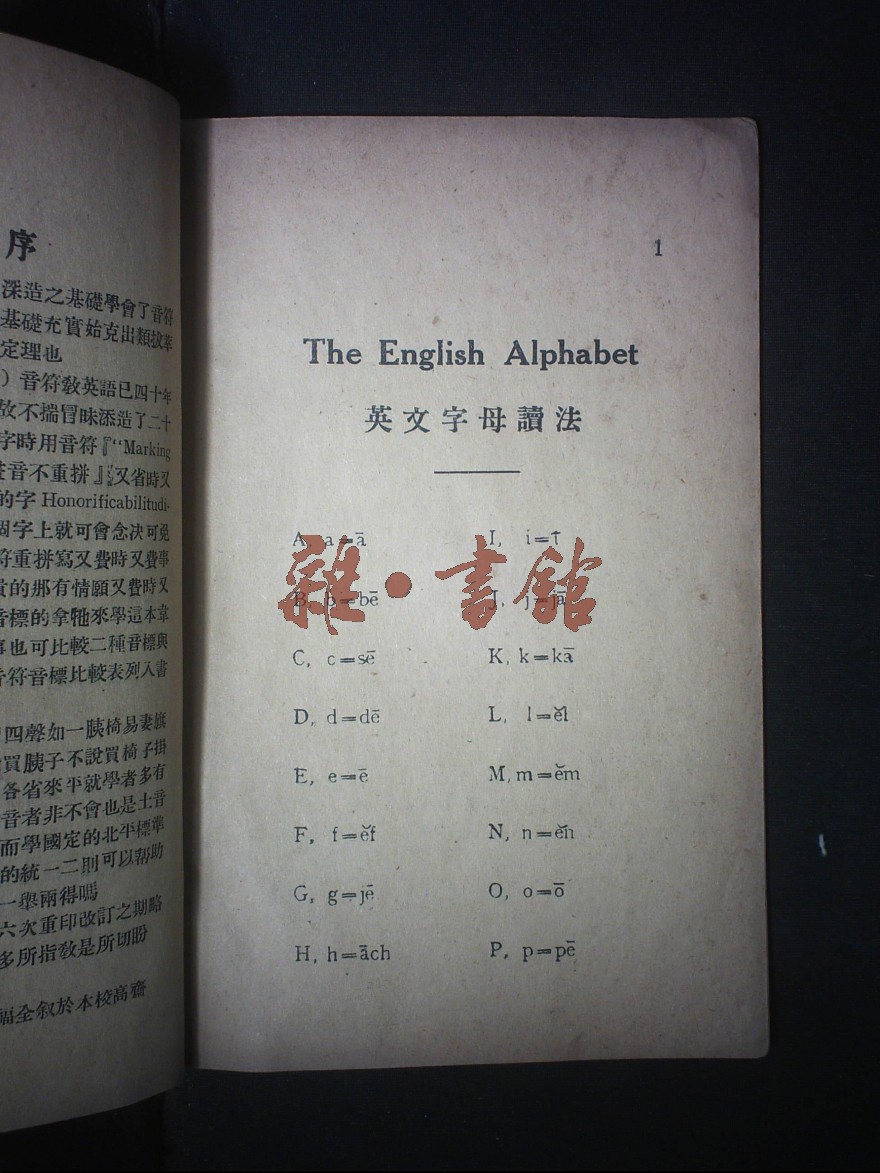 序
深造之基礎學會了音符
基礎充實始克出類拔萃
定理也
）音符敎英語已四十年
故不揣冒昧添造了二十
字時用音符『“Marking
音不重拼』又省時又
的字 Honorificabilitudi-
個字上就可會念決可免
符重拼寫又費時又費事
的那有情願又費時又
音標的拿牠來學這本韋
事也可比較二種音標與
音符音標比較表列入書
四聲如一胰椅易妻旗
買胰子不說買椅子掛
各省來平就學者多有
音者非不會也是土音
而學國定的北平標準
的統一二則可以幫助
一舉兩得嗎
六次重印改訂之期略
多所指敎是所切盼
福全叙於本校高齋
1
The English Alphabet
英文字母讀法
A, a=ā
B, b=bē
C, c=sē
D, d=dē
E, e=ē
F, f=ĕf
G, g=jē
H, h=āch
I, i=ī
J, j=jā
K, k=kā
L, l=ĕl
M, m=ĕm
N, n=ĕn
O, o=ō
P, p=pē
雜·書館